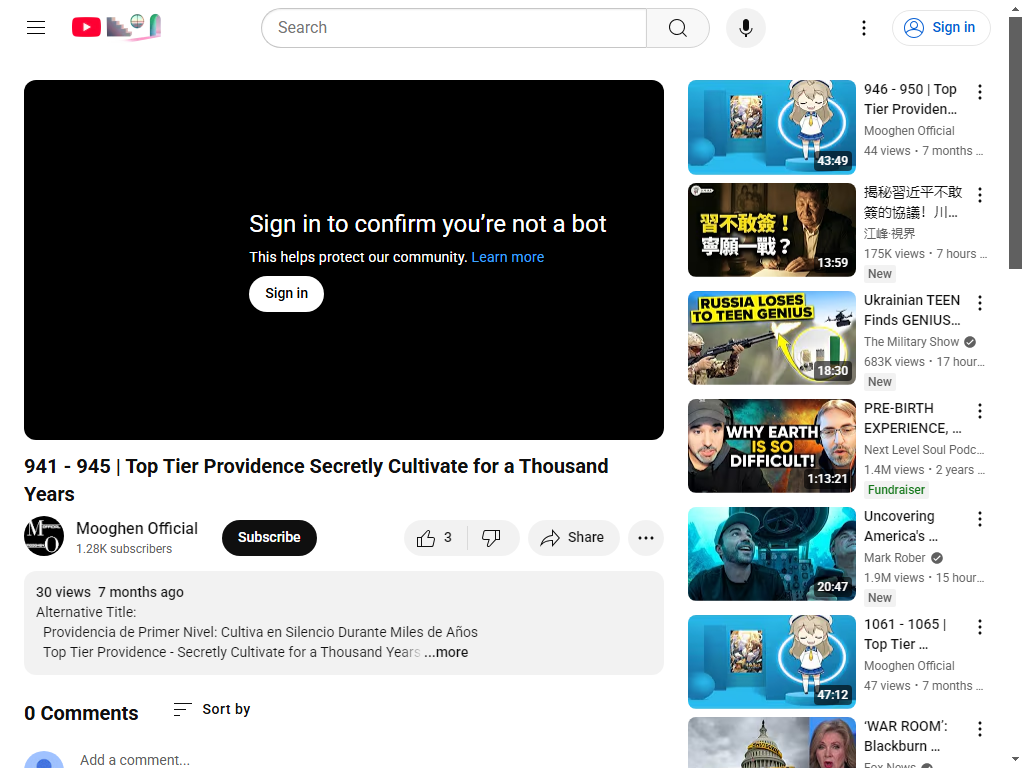 Search
Sign in
Sign in to confirm you're not a bot
This helps protect our community. Learn more
Sign in
941 - 945 | Top Tier Providence Secretly Cultivate for a Thousand
Years
Mooghen Official
1.28K subscribers
Subscribe
3
Share
30 views 7 months ago
Alternative Title:
Providencia de Primer Nivel: Cultiva en Silencio Durante Miles de Años
Top Tier Providence - Secretly Cultivate for a Thousand Years ...more
0 Comments
Sort by
Add a comment...
43:49
946 - 950 | Top
Tier Providen...
Mooghen Official
44 views • 7 months ...
習不敢簽！
寧願一戰？
13:59
揭秘習近平不敢
簽的協議！川...
江峰·視界
175K views • 7 hours ...
New
RUSSIA LOSES
TO TEEN GENIUS
18:30
Ukrainian TEEN
Finds GENIUS...
The Military Show
683K views • 17 hour...
New
WHY EARTH
IS SO
DIFFICULT!
1:13:21
PRE-BIRTH
EXPERIENCE, ...
Next Level Soul Podc...
1.4M views • 2 years ...
Fundraiser
20:47
Uncovering
America's ...
Mark Rober
1.9M views • 15 hour...
New
47:12
1061 - 1065 |
Top Tier ...
Mooghen Official
47 views • 7 months ...
'WAR ROOM':
Blackburn ...
Fox News